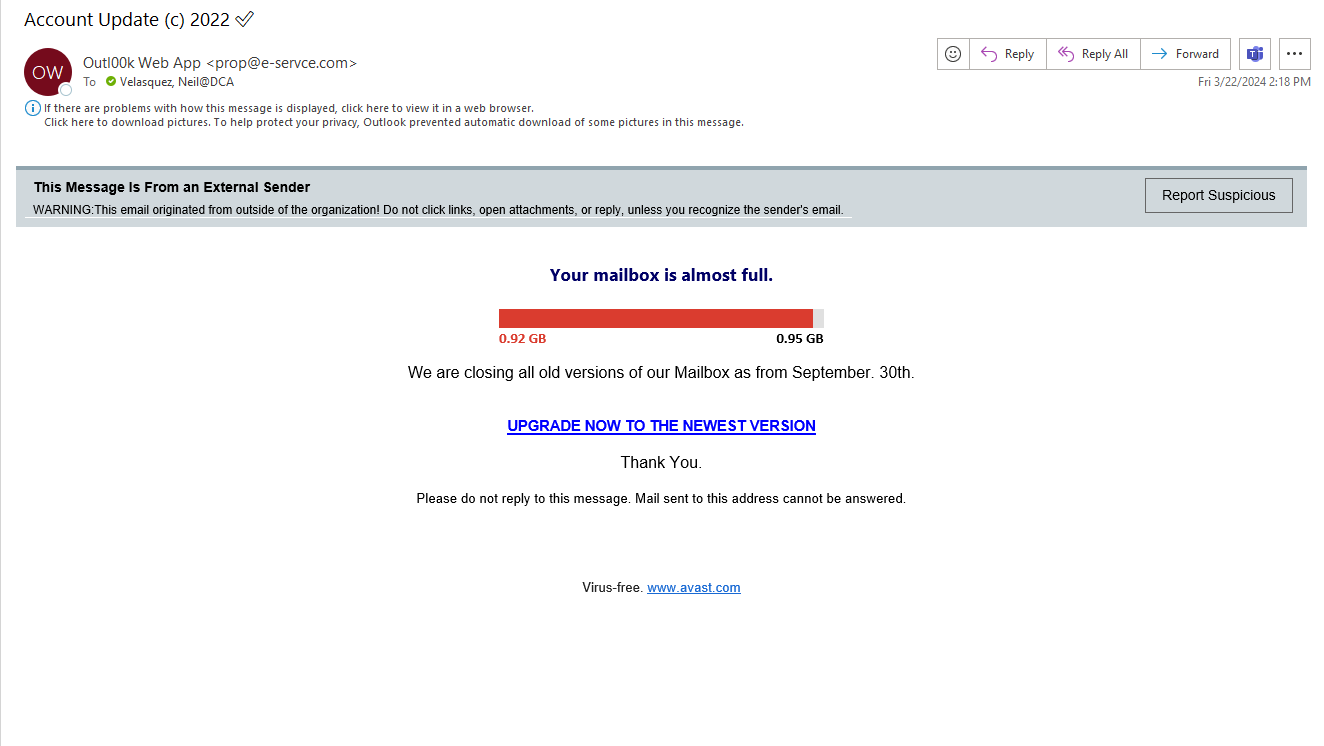 Account Update (c) 2022 ✓
OW
Outl00k Web App <prop@e-servce.com>
To Velasquez, Neil@DCA
Reply
Reply All
Forward
Fri 3/22/2024 2:18 PM
If there are problems with how this message is displayed, click here to view it in a web browser.
Click here to download pictures. To help protect your privacy, Outlook prevented automatic download of some pictures in this message.
This Message Is From an External Sender
WARNING:This email originated from outside of the organization! Do not click links, open attachments, or reply, unless you recognize the sender's email.
Report Suspicious
Your mailbox is almost full.
0.92 GB 0.95 GB
We are closing all old versions of our Mailbox as from September. 30th.
UPGRADE NOW TO THE NEWEST VERSION
Thank You.
Please do not reply to this message. Mail sent to this address cannot be answered.
Virus-free. www.avast.com